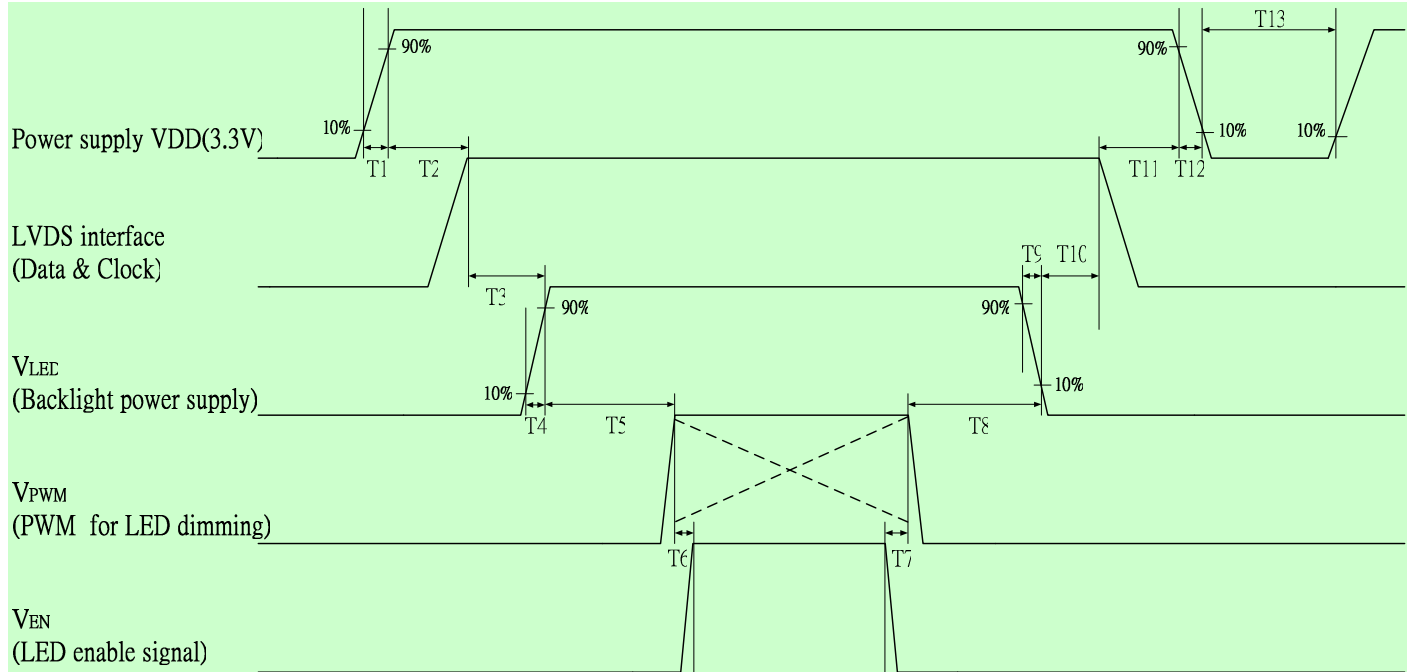 T13
90%
90%
10%
10%
10%
Power supply VDD(3.3V)
T1
T2
T11
T12
LVDS interface
(Data & Clock)
T9
T10
T3
90%
90%
VLED
(Backlight power supply)
10%
10%
T4
T5
T8
VPWM
(PWM for LED dimming)
T6
T7
VEN
(LED enable signal)